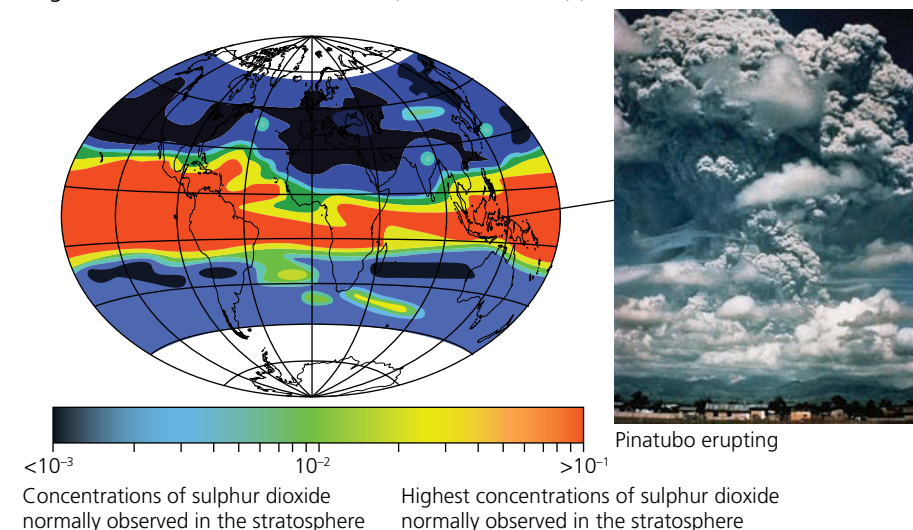 Pinatubo erupting
<10⁻³
10⁻²
>10⁻¹
Concentrations of sulphur dioxide
normally observed in the stratosphere
Highest concentrations of sulphur dioxide
normally observed in the stratosphere